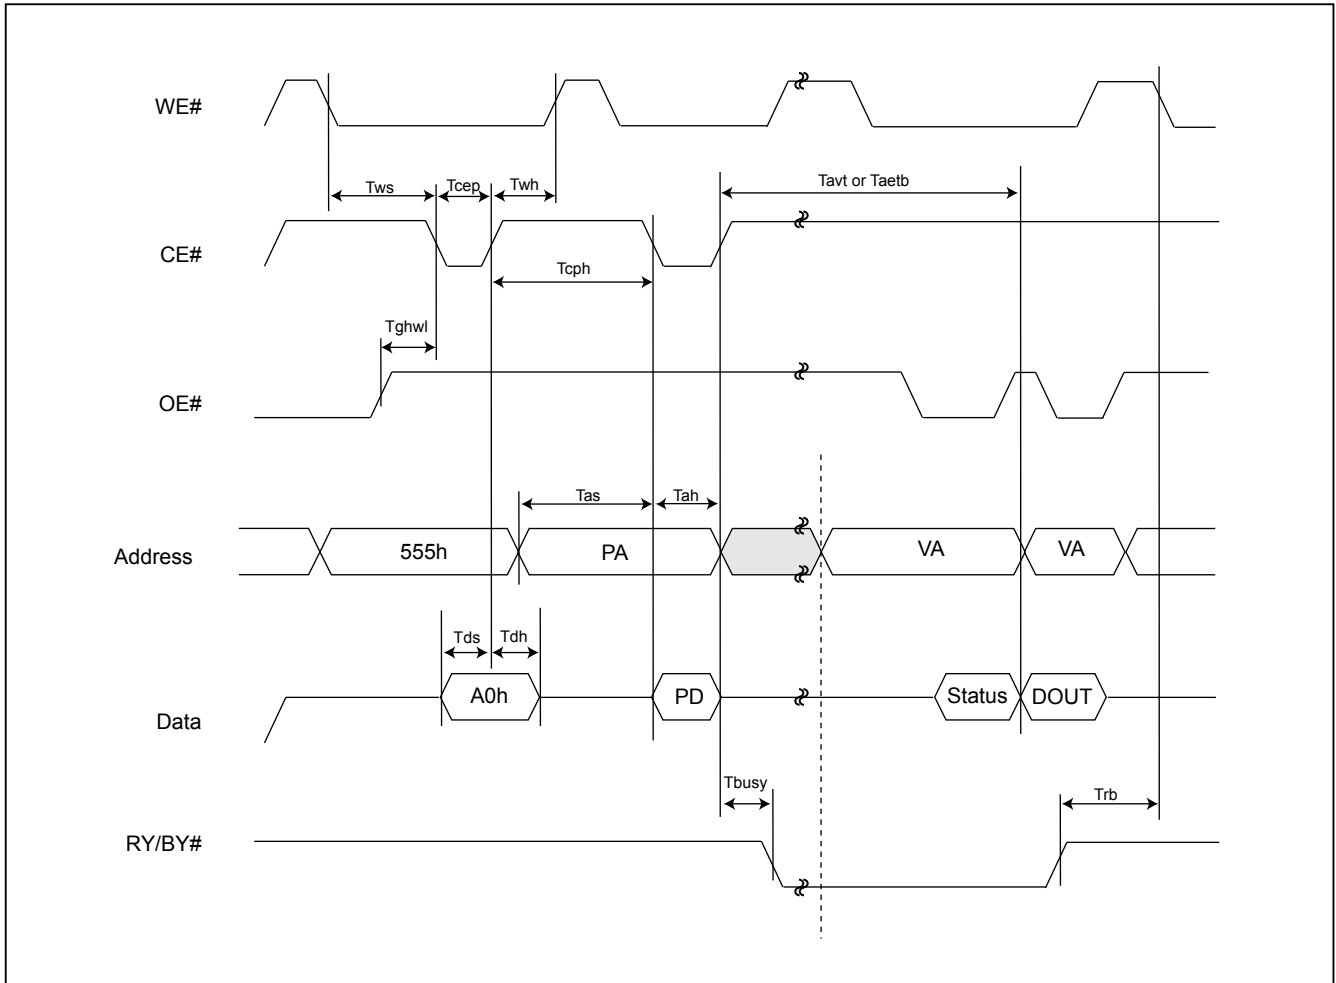 WE#
Tws
Tcep
Twh
Tavt or Taetb
CE#
Tcph
Tghwl
OE#
Tas
Tah
Address
555h
PA
VA
VA
Tds
Tdh
Data
A0h
PD
Status
DOUT
Tbusy
Trb
RY/BY#